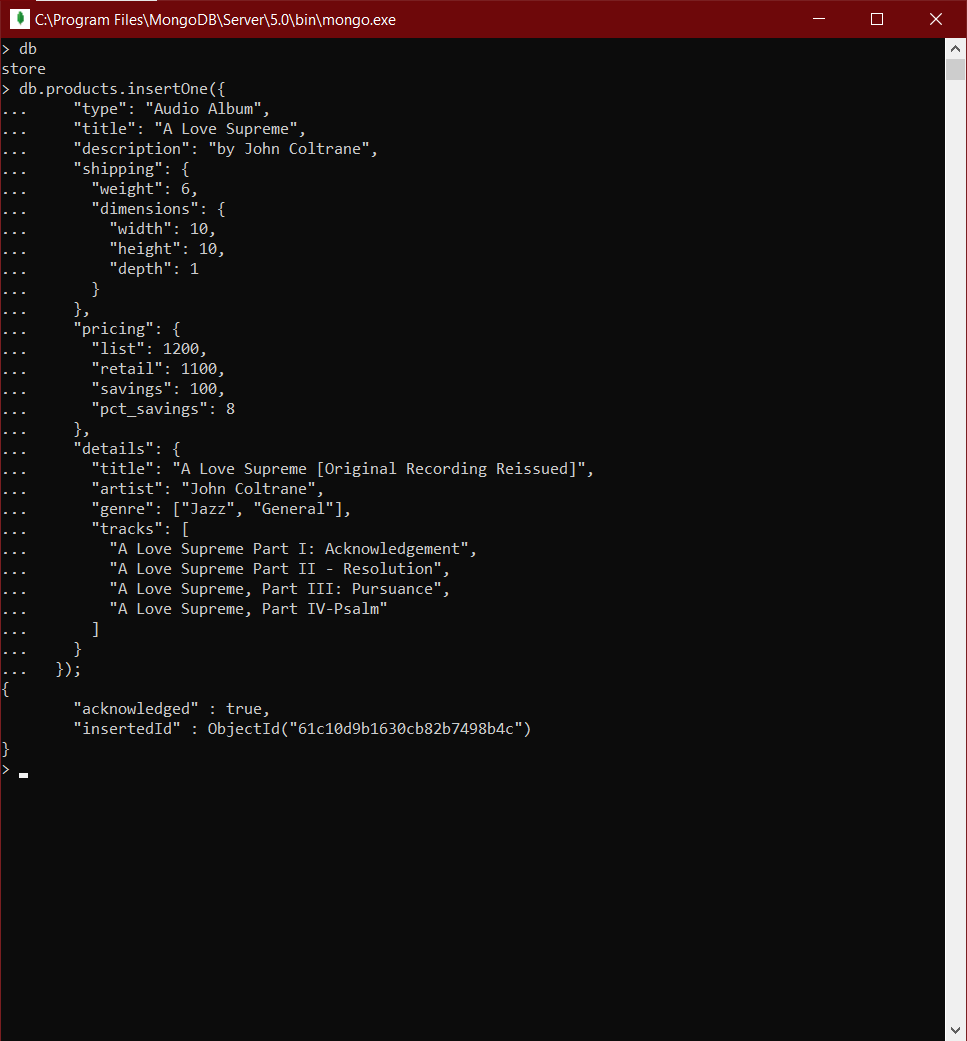 C:\Program Files\MongoDB\Server\5.0\bin\mongo.exe
> db
store
> db.products.insertOne({
...     "type": "Audio Album",
...     "title": "A Love Supreme",
...     "description": "by John Coltrane",
...     "shipping": {
...       "weight": 6,
...       "dimensions": {
...         "width": 10,
...         "height": 10,
...         "depth": 1
...       }
...     },
...     "pricing": {
...       "list": 1200,
...       "retail": 1100,
...       "savings": 100,
...       "pct_savings": 8
...     },
...     "details": {
...       "title": "A Love Supreme [Original Recording Reissued]",
...       "artist": "John Coltrane",
...       "genre": ["Jazz", "General"],
...       "tracks": [
...         "A Love Supreme Part I: Acknowledgement",
...         "A Love Supreme Part II - Resolution",
...         "A Love Supreme, Part III: Pursuance",
...         "A Love Supreme, Part IV-Psalm"
...       ]
...     }
...   });
{
        "acknowledged" : true,
        "insertedId" : ObjectId("61c10d9b1630cb82b7498b4c")
}
>